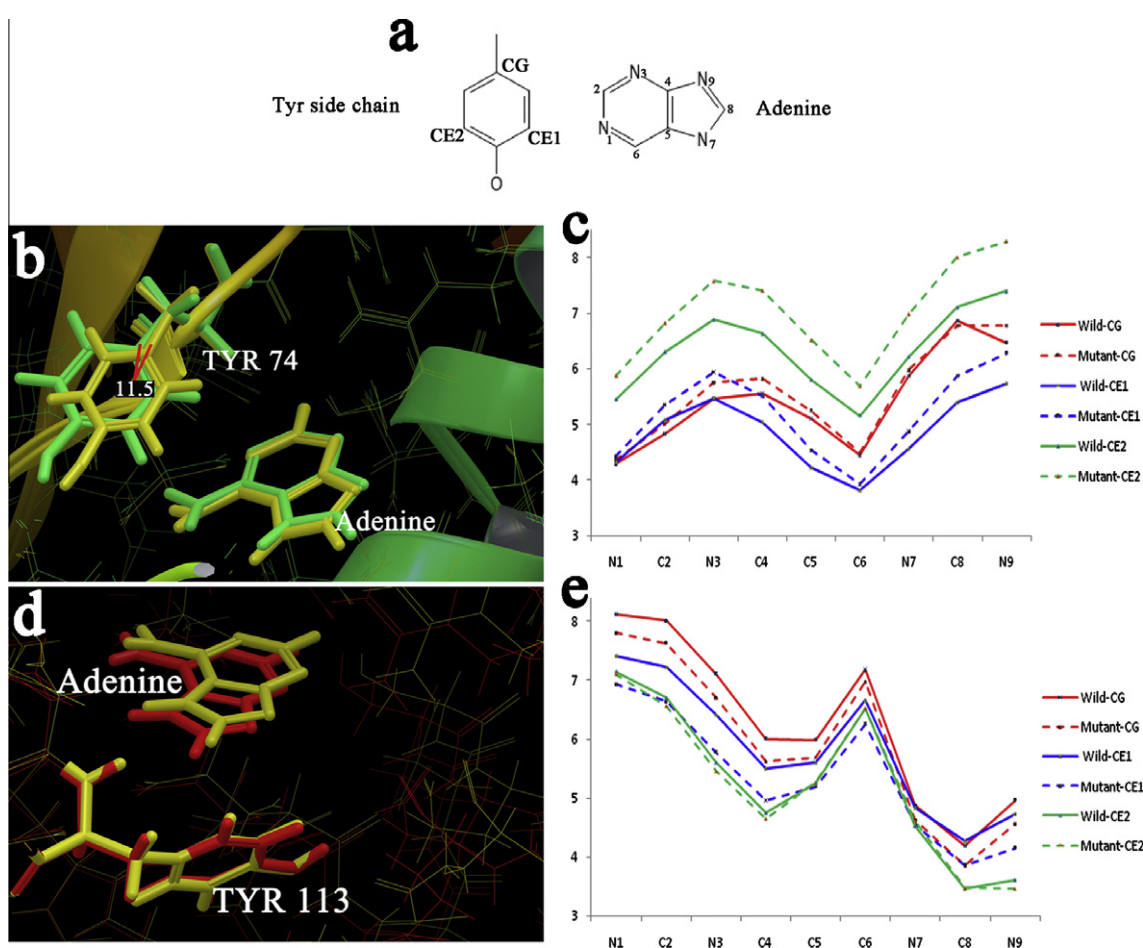 a
Tyr side chain
CG
CE2
CE1
O
N3
2
4
N9
8
N1
5
6
N7
Adenine
b
TYR 74
11.5
Adenine
c
8
7
6
5
4
3
N1 C2 N3 C4 C5 C6 N7 C8 N9
Wild-CG
Mutant-CG
Wild-CE1
Mutant-CE1
Wild-CE2
Mutant-CE2
d
Adenine
TYR 113
e
8
7
6
5
4
3
N1 C2 N3 C4 C5 C6 N7 C8 N9
Wild-CG
Mutant-CG
Wild-CE1
Mutant-CE1
Wild-CE2
Mutant-CE2